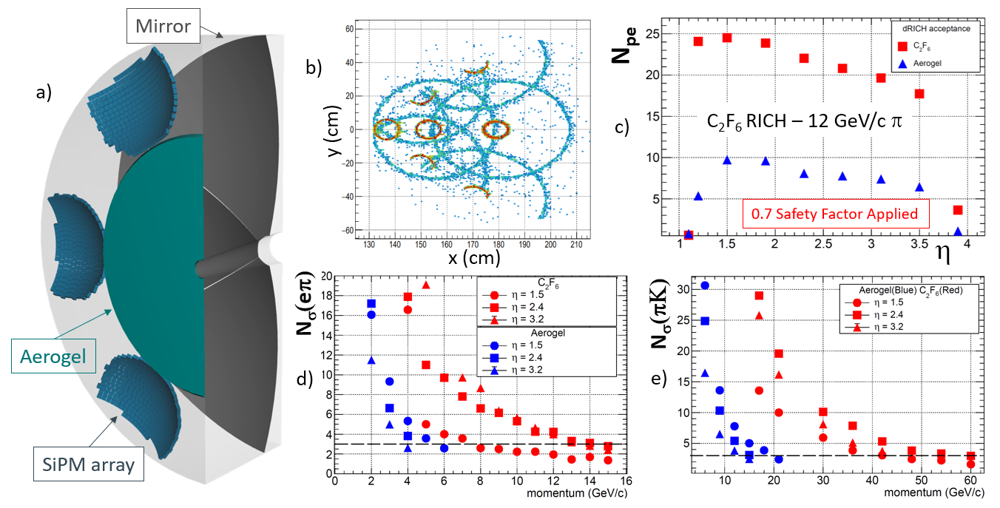 Mirror
a)
Aerogel
SiPM array
b)
y (cm)
60
40
20
0
−20
−40
−60
130 140 150 160 170 180 190 200 210
x (cm)
c)
Npe
25
20
15
10
5
dRICH acceptance
C2F6
Aerogel
C2F6 RICH – 12 GeV/c π
0.7 Safety Factor Applied
1 1.5 2 2.5 3 3.5 4
η
d)
Nσ(eπ)
20
18
16
14
12
10
8
6
4
2
0
C2F6
η = 1.5
η = 2.4
η = 3.2
Aerogel
η = 1.5
η = 2.4
η = 3.2
0 2 4 6 8 10 12 14 16
momentum (GeV/c)
e)
Nσ(πK)
30
25
20
15
10
5
Aerogel(Blue) C2F6(Red)
η = 1.5
η = 2.4
η = 3.2
10 20 30 40 50 60
momentum (GeV/c)